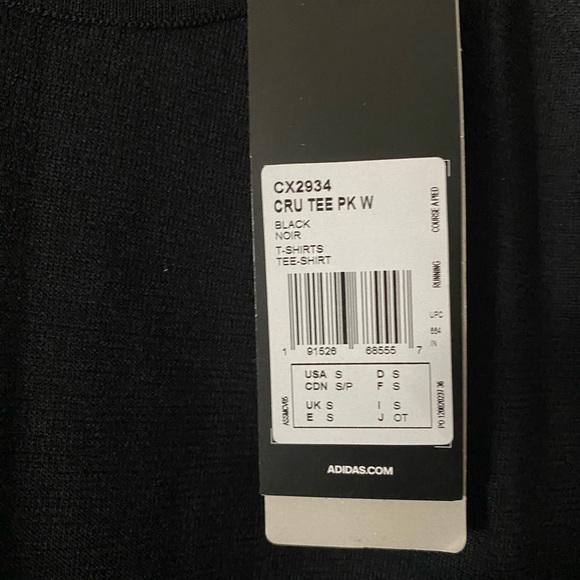 CX2934
CRU TEE PK W
BLACK
NOIR
T-SHIRTS
TEE-SHIRT
RUNNING COURSE A PIED
UPC
884
IN
1 91526 68555 7
USA S D S
CDN S/P F S
UK S I S
E S J OT
ADIDAS.COM